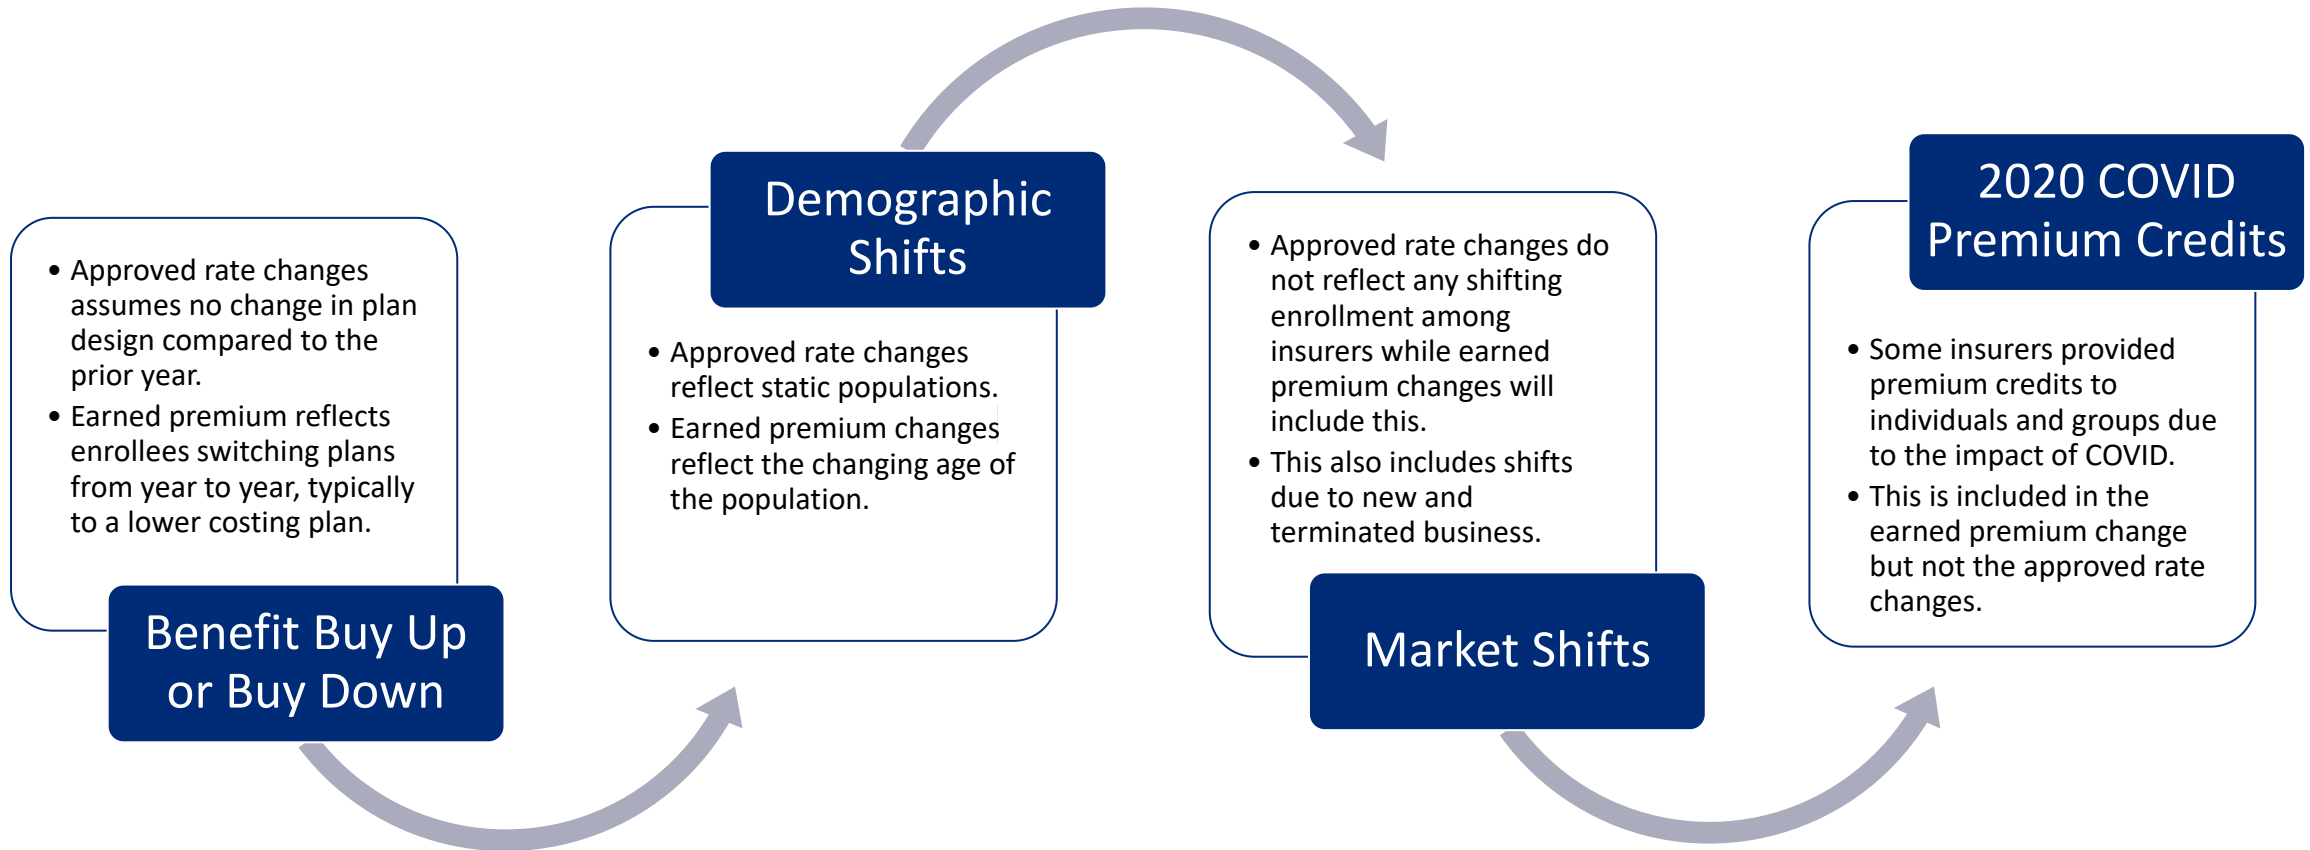 • Approved rate changes
assumes no change in plan
design compared to the
prior year.
• Earned premium reflects
enrollees switching plans
from year to year, typically
to a lower costing plan.
Benefit Buy Up
or Buy Down
Demographic
Shifts
• Approved rate changes
reflect static populations.
• Earned premium changes
reflect the changing age of
the population.
• Approved rate changes do
not reflect any shifting
enrollment among
insurers while earned
premium changes will
include this.
• This also includes shifts
due to new and
terminated business.
Market Shifts
2020 COVID
Premium Credits
• Some insurers provided
premium credits to
individuals and groups due
to the impact of COVID.
• This is included in the
earned premium change
but not the approved rate
changes.